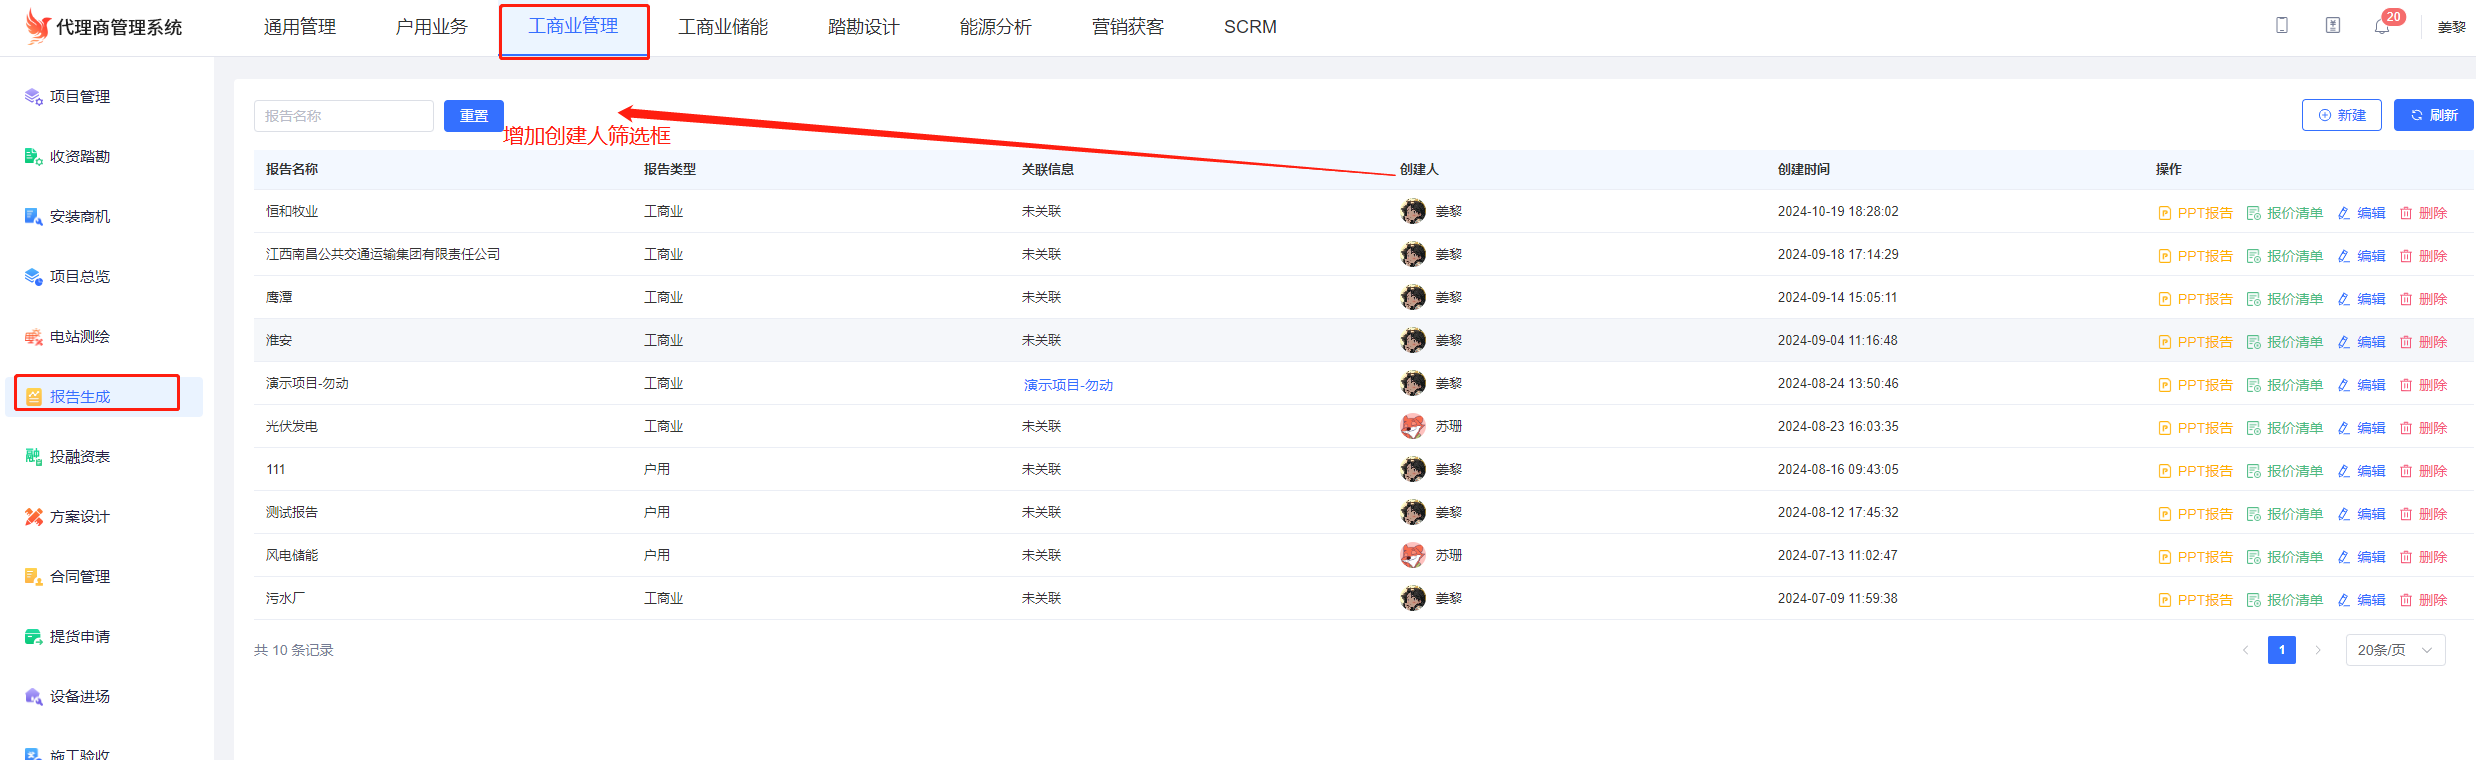 代理商管理系统
通用管理 户用业务 工商业管理 工商业储能 踏勘设计 能源分析 营销获客 SCRM
20
姜黎
项目管理
收资踏勘
安装商机
项目总览
电站测绘
报告生成
投融资表
方案设计
合同管理
提货申请
设备进场
施工验收
报告名称 重置 新建 刷新
增加创建人筛选框
报告名称 报告类型 关联信息 创建人 创建时间 操作
恒和牧业 工商业 未关联 姜黎 2024-10-19 18:28:02 PPT报告 报价清单 编辑 删除
江西南昌公共交通运输集团有限责任公司 工商业 未关联 姜黎 2024-09-18 17:14:29 PPT报告 报价清单 编辑 删除
鹰潭 工商业 未关联 姜黎 2024-09-14 15:05:11 PPT报告 报价清单 编辑 删除
淮安 工商业 未关联 姜黎 2024-09-04 11:16:48 PPT报告 报价清单 编辑 删除
演示项目-勿动 工商业 演示项目-勿动 姜黎 2024-08-24 13:50:46 PPT报告 报价清单 编辑 删除
光伏发电 工商业 未关联 苏珊 2024-08-23 16:03:35 PPT报告 报价清单 编辑 删除
111 户用 未关联 姜黎 2024-08-16 09:43:05 PPT报告 报价清单 编辑 删除
测试报告 户用 未关联 姜黎 2024-08-12 17:45:32 PPT报告 报价清单 编辑 删除
风电储能 户用 未关联 苏珊 2024-07-13 11:02:47 PPT报告 报价清单 编辑 删除
污水厂 工商业 未关联 姜黎 2024-07-09 11:59:38 PPT报告 报价清单 编辑 删除
共 10 条记录 1 20条/页